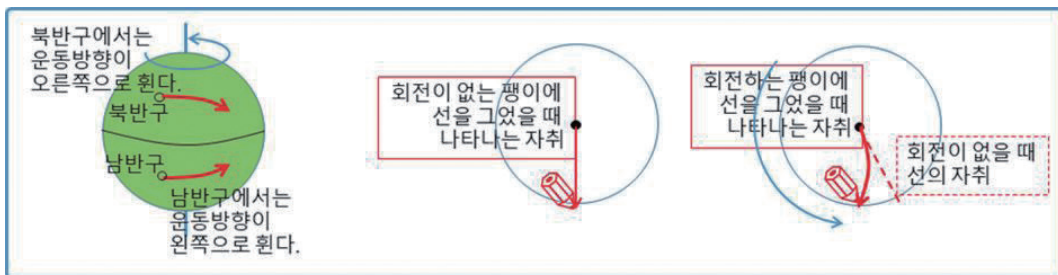 북반구에서는
운동방향이
오른쪽으로 휜다.
북반구
남반구
남반구에서는
운동방향이
왼쪽으로 휜다.
회전이 없는 팽이에
선을 그었을 때
나타나는 자취
회전하는 팽이에
선을 그었을 때
나타나는 자취
회전이 없을 때
선의 자취